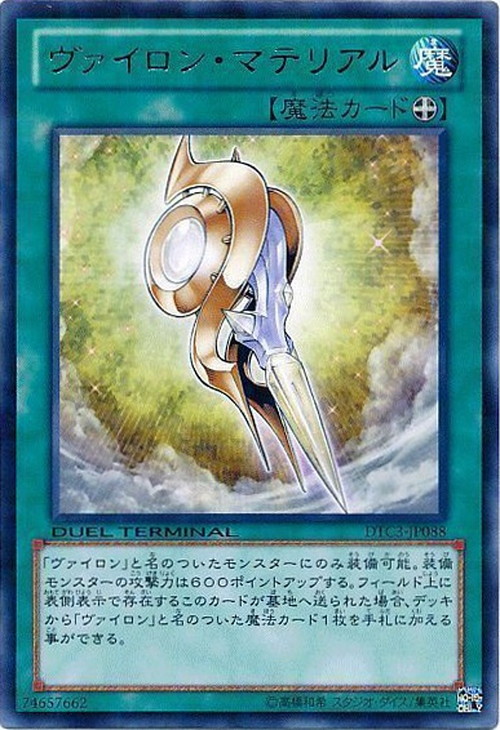 ヴァイロン・マテリアル 魔
【魔法カード】
DUEL TERMINAL DTC3-JP088
「ヴァイロン」と名のついたモンスターにのみ装備可能。装備
モンスターの攻撃力は600ポイントアップする。フィールド上に
表側表示で存在するこのカードが墓地へ送られた場合、デッキ
から「ヴァイロン」と名のついた魔法カード1枚を手札に加える
事ができる。
74657662 ©高橋和希 スタジオ・ダイス/集英社